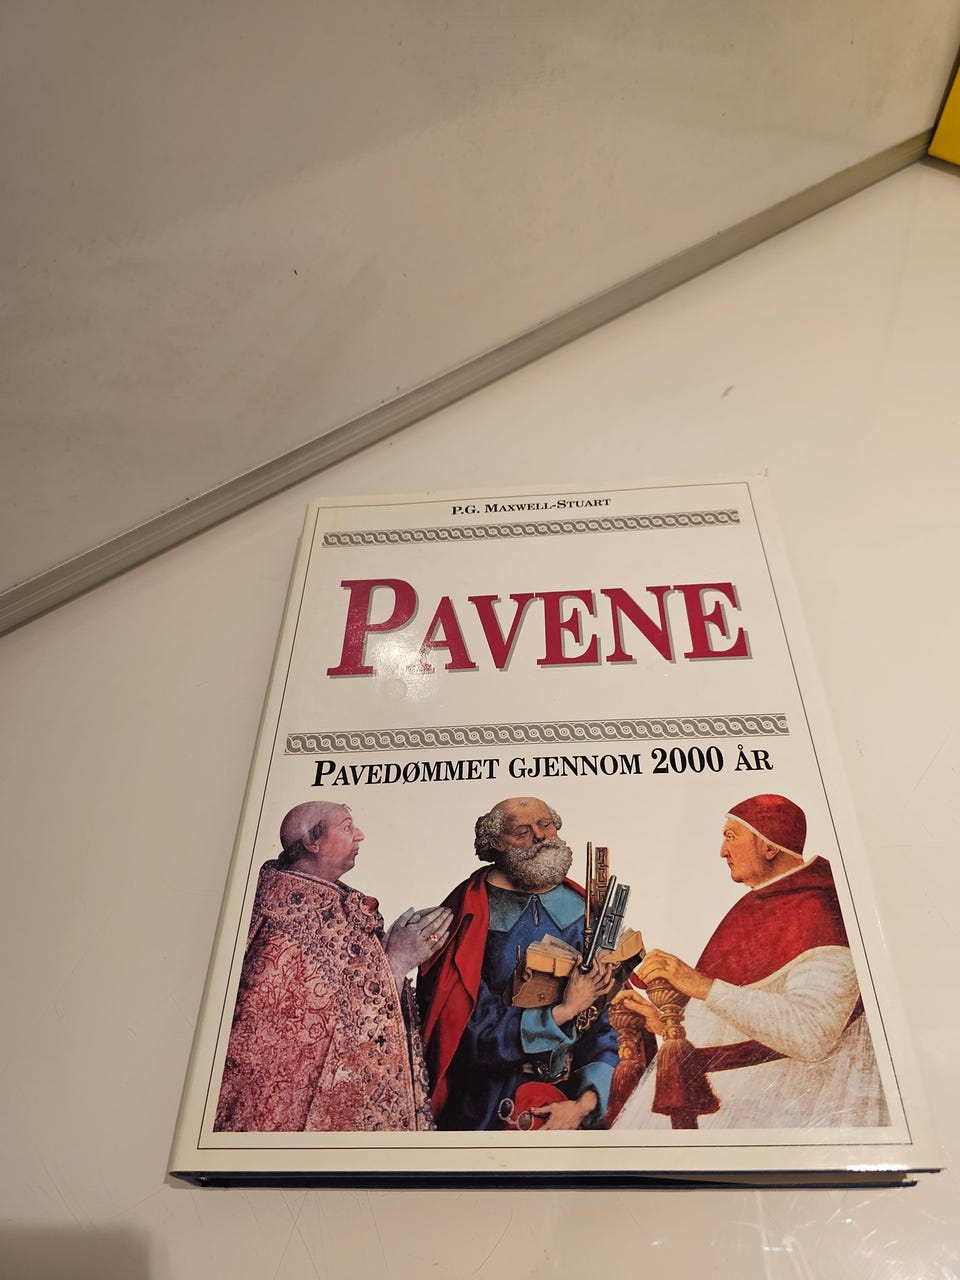 P.G. Maxwell-Stuart
Pavene
Pavedømmet gjennom 2000 år